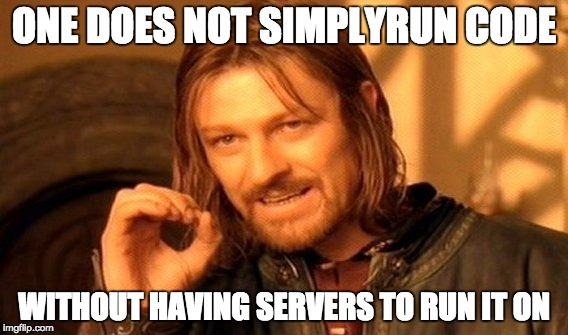 ONE DOES NOT SIMPLYRUN CODE
WITHOUT HAVING SERVERS TO RUN IT ON
imgflip.com